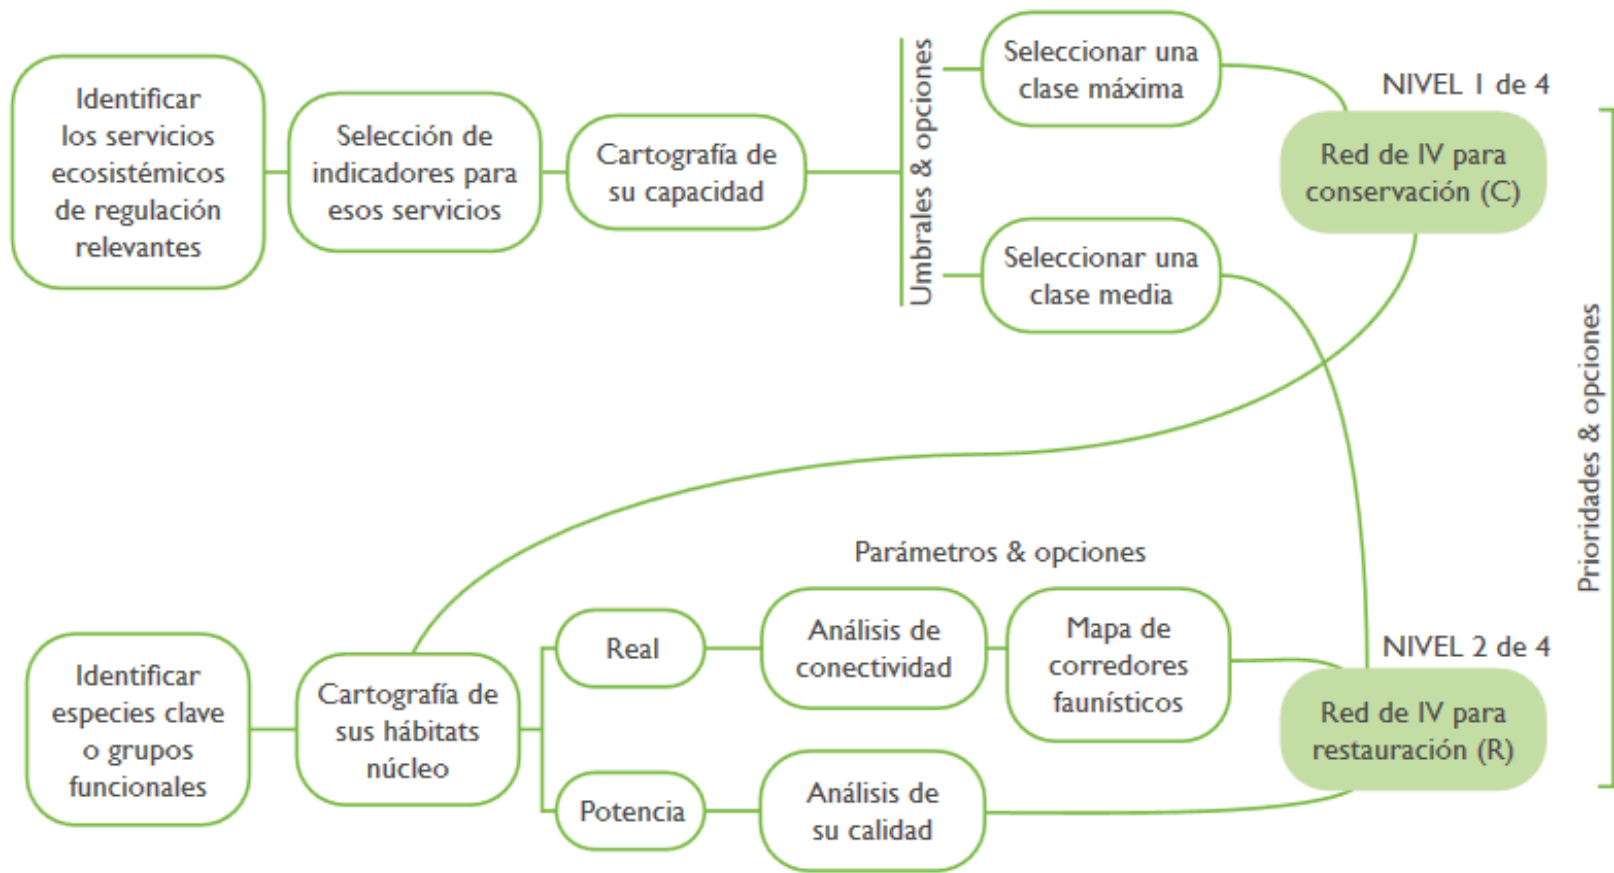 Identificar
los servicios
ecosistémicos
de regulación
relevantes
Selección de
indicadores para
esos servicios
Cartografía de
su capacidad
Umbrales & opciones
Seleccionar una
clase máxima
Seleccionar una
clase media
NIVEL 1 de 4
Red de IV para
conservación (C)
Prioridades & opciones
Parámetros & opciones
Identificar
especies clave
o grupos
funcionales
Cartografía de
sus hábitats
núcleo
Real
Análisis de
conectividad
Mapa de
corredores
faunísticos
Potencia
Análisis de
su calidad
NIVEL 2 de 4
Red de IV para
restauración (R)